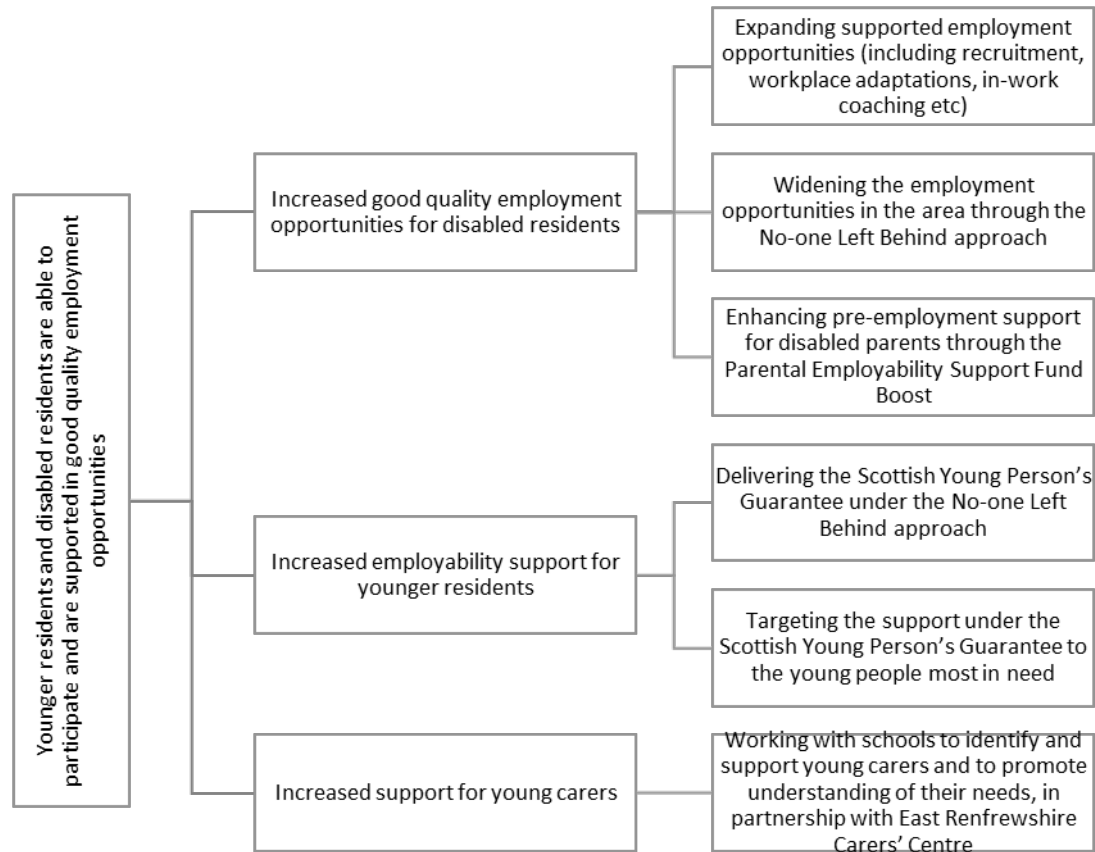 Younger residents and disabled residents are able to
participate and are supported in good quality employment
opportunities
Increased good quality employment
opportunities for disabled residents
Expanding supported employment
opportunities (including recruitment,
workplace adaptations, in-work
coaching etc)
Widening the employment
opportunities in the area through the
No-one Left Behind approach
Enhancing pre-employment support
for disabled parents through the
Parental Employability Support Fund
Boost
Increased employability support for
younger residents
Delivering the Scottish Young Person’s
Guarantee under the No-one Left
Behind approach
Targeting the support under the
Scottish Young Person’s Guarantee to
the young people most in need
Increased support for young carers
Working with schools to identify and
support young carers and to promote
understanding of their needs, in
partnership with East Renfrewshire
Carers’ Centre